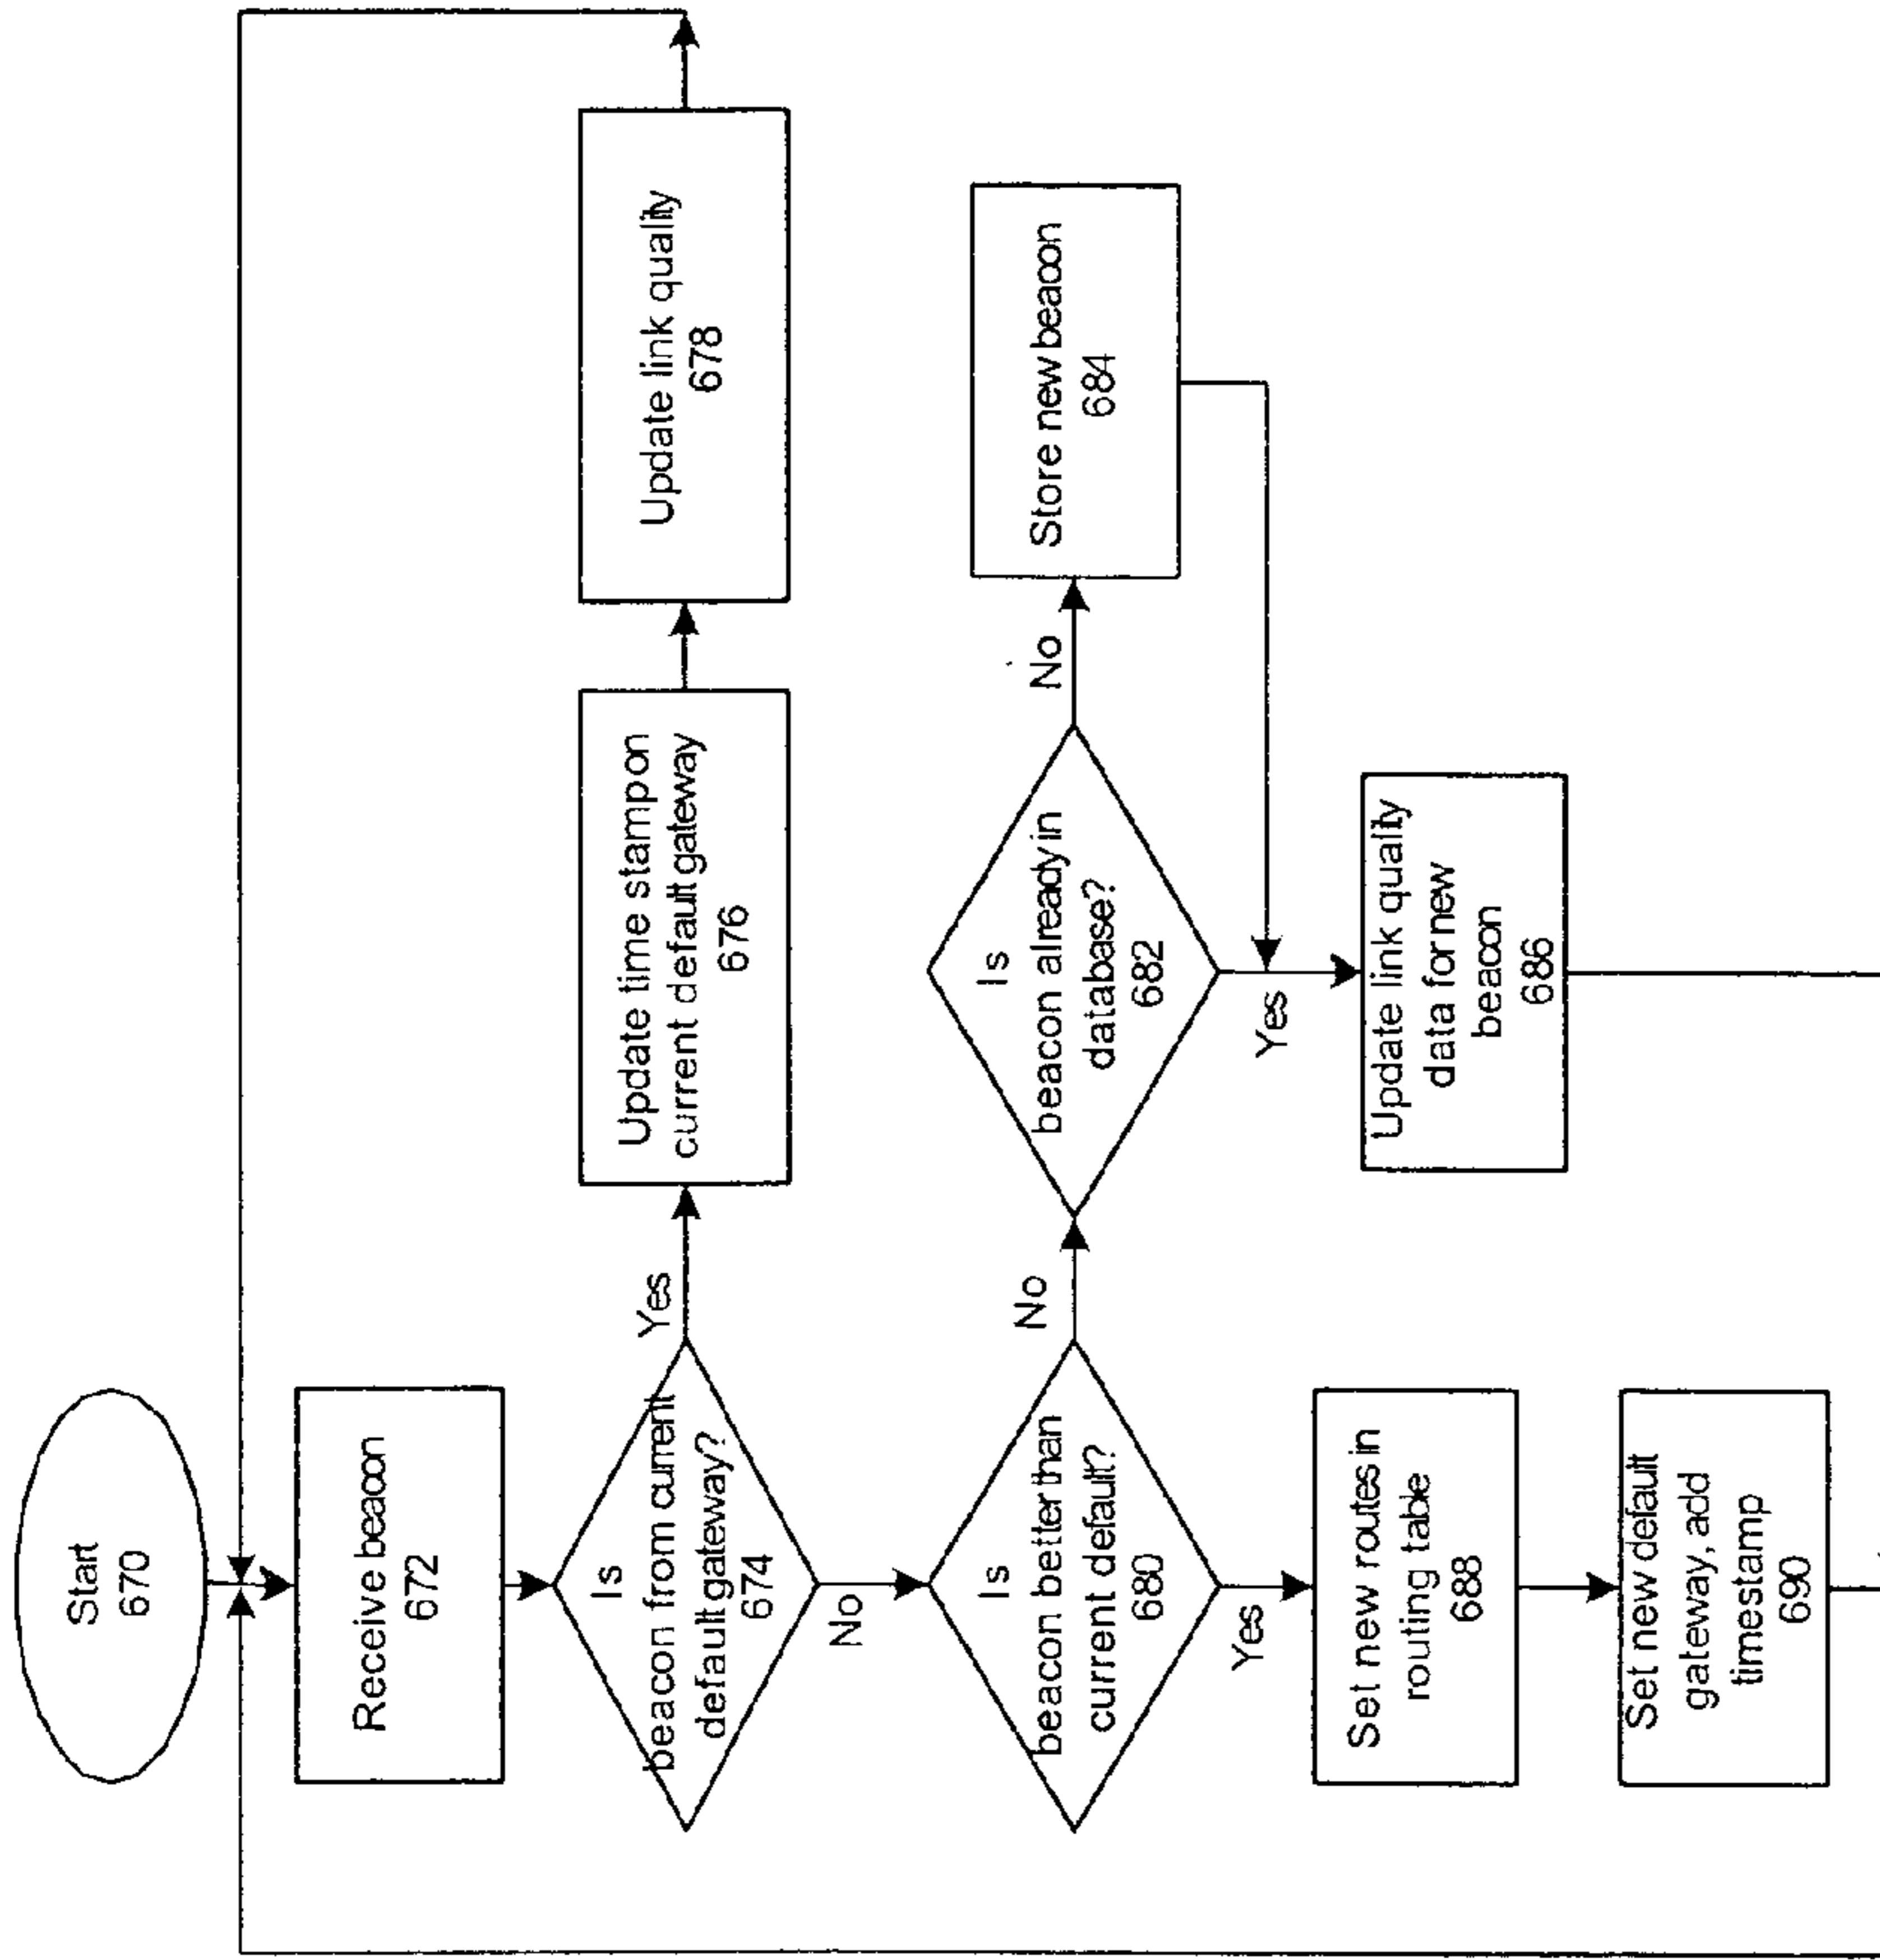 Start
670
Receive beacon
672
Is
beacon from current
default gateway?
674
Yes
Update time stamp on
current default gateway
676
Update link quality
678
No
Is
beacon better than
current default?
680
No
Is
beacon already in
database?
682
No
Store new beacon
684
Yes
Update link quality
data for new
beacon
686
Yes
Set new routes in
routing table
688
Set new default
gateway, add
timestamp
690